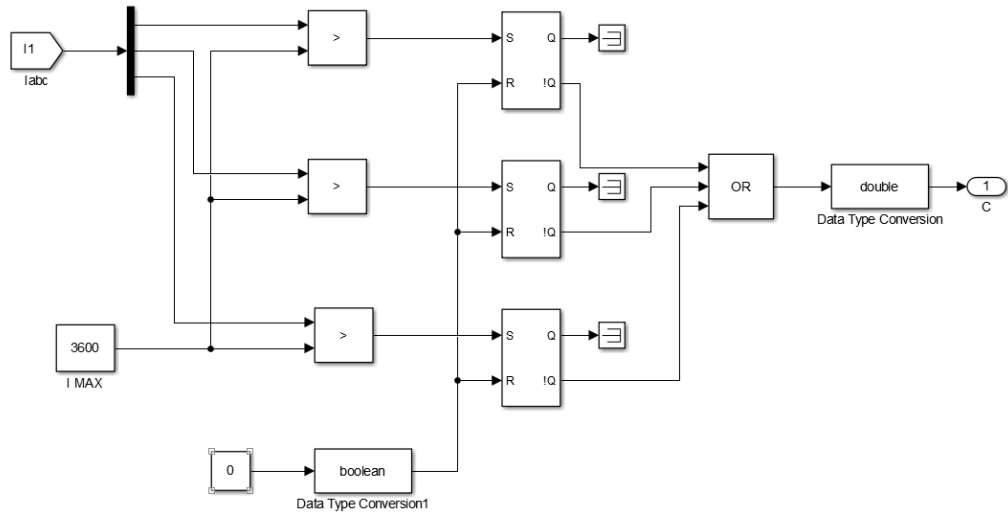 I1
Iabc
>
S
R
Q
!Q
>
S
R
Q
!Q
OR
double
Data Type Conversion
1
C
3600
I MAX
>
S
R
Q
!Q
0
boolean
Data Type Conversion1